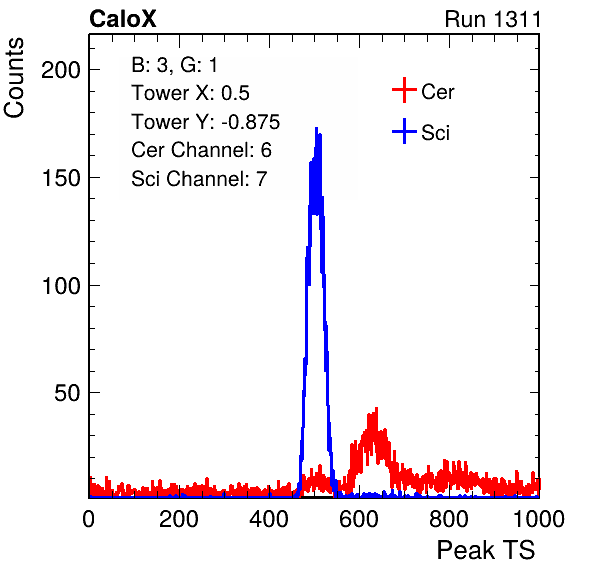 CaloX Run 1311
Counts
B: 3, G: 1
Tower X: 0.5
Tower Y: -0.875
Cer Channel: 6
Sci Channel: 7
Cer
Sci
200
150
100
50
0 200 400 600 800 1000
Peak TS